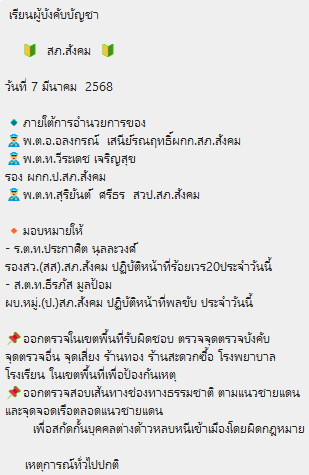 เรียนผู้บังคับบัญชา
🔰 สภ.สังคม 🔰
วันที่ 7 มีนาคม 2568
🔹ภายใต้การอำนวยการของ
👮พ.ต.อ.อลงกรณ์ เสนีย์รณฤทธิ์ผกก.สภ.สังคม
👮พ.ต.ท.วีระเดช เจริญสุข
รอง ผกก.ป.สภ.สังคม
👮พ.ต.ท.สุริยันต์ ศรีธร สวป.สภ.สังคม
🔸มอบหมายให้
- ร.ต.ท.ประกาศิต นุลละวงศ์
รองสว.(สส).สภ.สังคม ปฏิบัติหน้าที่ร้อยเวร20ประจำวันนี้
- ส.ต.ท.ธีรภัส มูลป้อม
ผบ.หมู่.(ป.)สภ.สังคม ปฏิบัติหน้าที่พลขับ ประจำวันนี้
📌ออกตรวจในเขตพื้นที่รับผิดชอบ ตรวจจุดตรวจบังคับ
จุดตรวจอื่น จุดเสี่ยง ร้านทอง ร้านสะดวกซื้อ โรงพยาบาล
โรงเรียน ในเขตพื้นที่เพื่อป้องกันเหตุ
📌ออกตรวจสอบเส้นทางช่องทางธรรมชาติ ตามแนวชายแดน
และจุดจอดเรือตลอดแนวชายแดน
เพื่อสกัดกั้นบุคคลต่างด้าวหลบหนีเข้าเมืองโดยผิดกฎหมาย
เหตุการณ์ทั่วไปปกติ